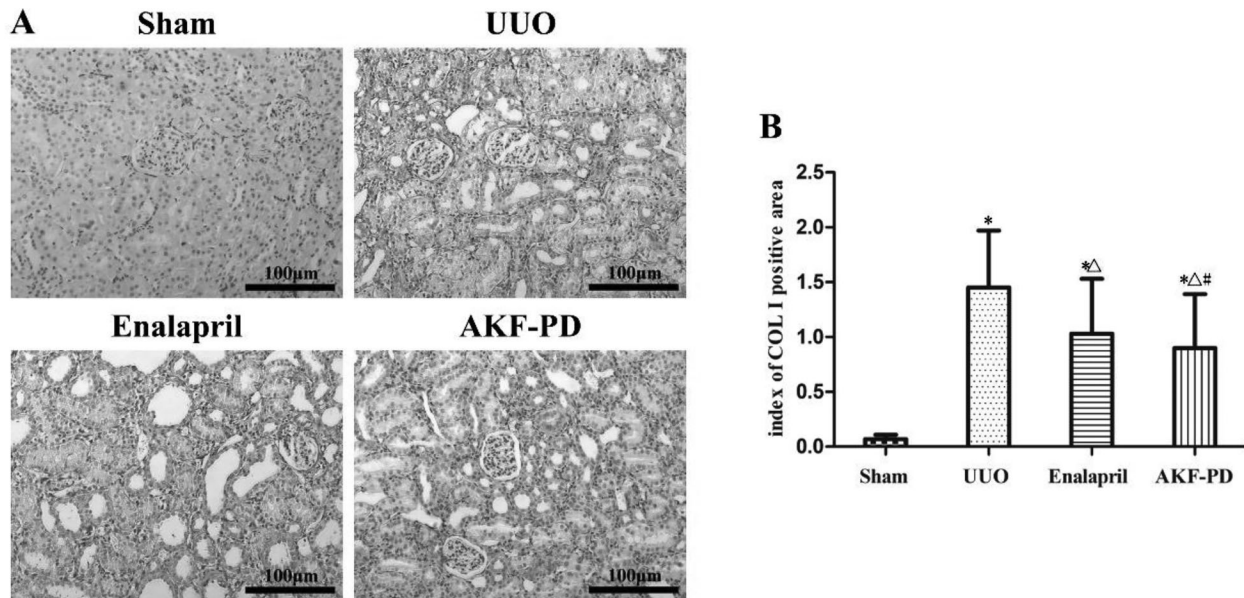 A
Sham
UUO
100μm
100μm
Enalapril
AKF-PD
100μm
100μm
B
index of COL I positive area
2.5
2.0
1.5
1.0
0.5
0.0
*
*△
*△#
Sham
UUO
Enalapril
AKF-PD